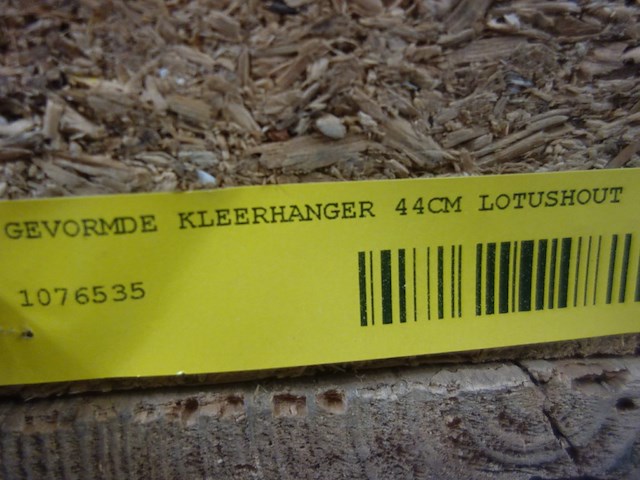 GEVORMDE KLEERHANGER 44CM LOTUSHOUT
1076535